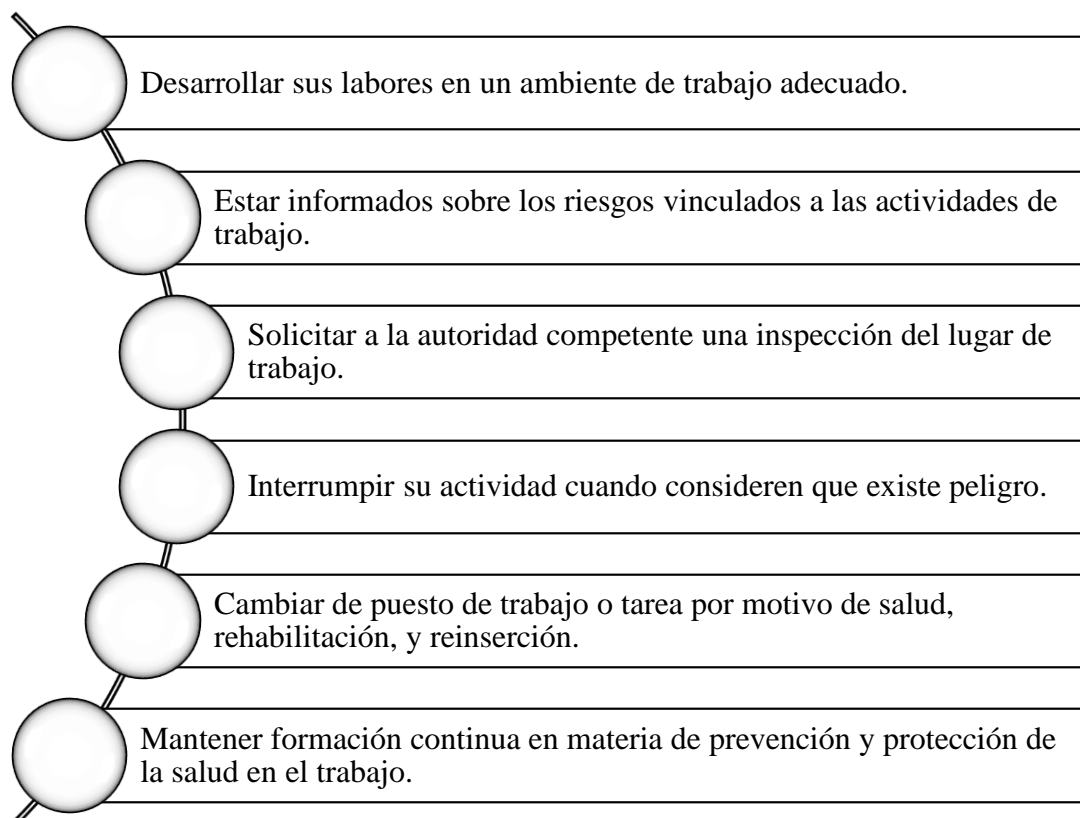 Desarrollar sus labores en un ambiente de trabajo adecuado.
Estar informados sobre los riesgos vinculados a las actividades de
trabajo.
Solicitar a la autoridad competente una inspección del lugar de
trabajo.
Interrumpir su actividad cuando consideren que existe peligro.
Cambiar de puesto de trabajo o tarea por motivo de salud,
rehabilitación, y reinserción.
Mantener formación continua en materia de prevención y protección de
la salud en el trabajo.